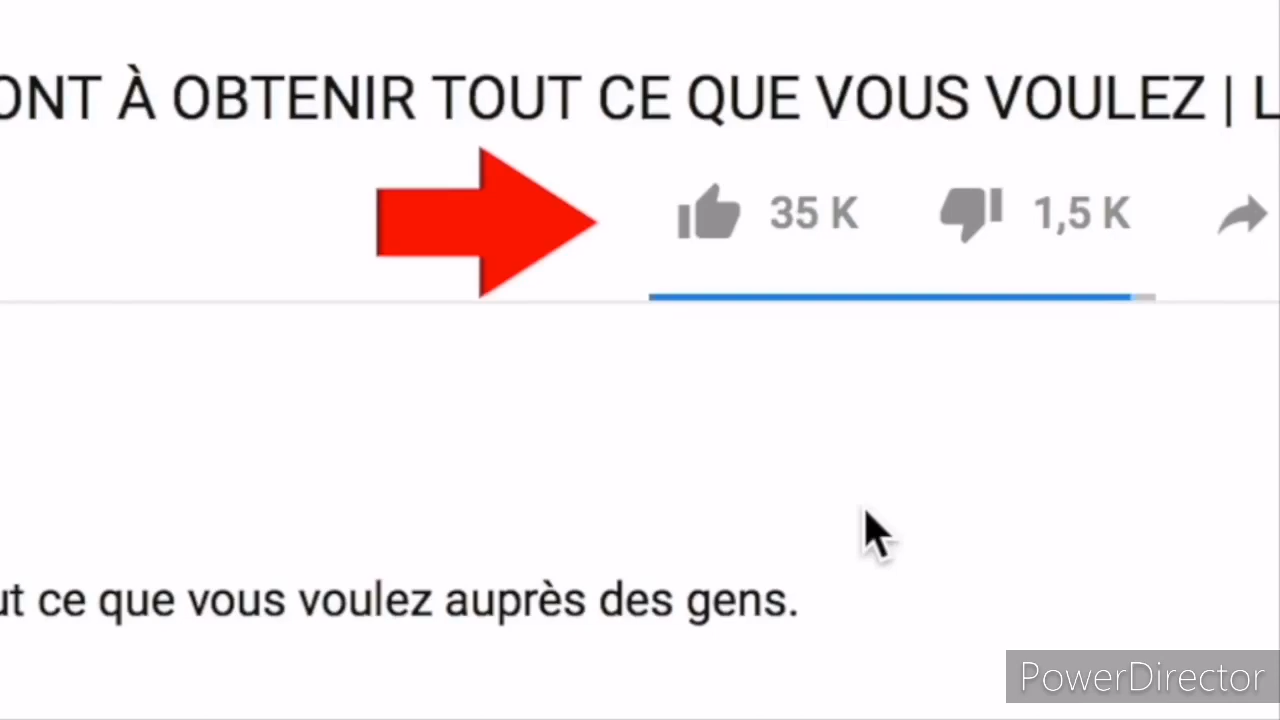 ONT À OBTENIR TOUT CE QUE VOUS VOULEZ | L
35 K 1,5 K
ut ce que vous voulez auprès des gens.
PowerDirector